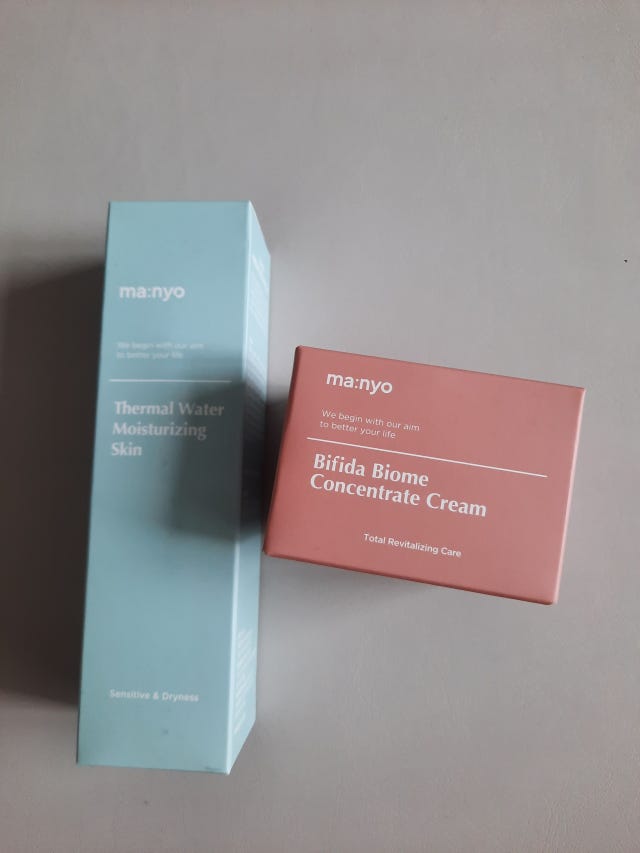 ma:nyo
We begin with our aim
to better your life
Thermal Water
Moisturizing
Skin
Sensitive & Dryness
ma:nyo
We begin with our aim
to better your life
Bifida Biome
Concentrate Cream
Total Revitalizing Care